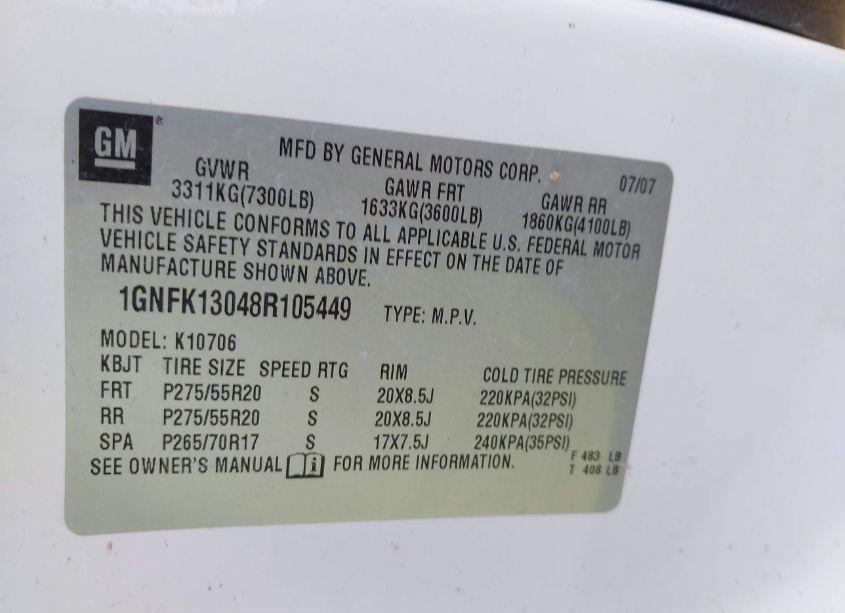 GM®
MFD BY GENERAL MOTORS CORP. 07/07
GVWR GAWR FRT GAWR RR
3311KG(7300LB) 1633KG(3600LB) 1860KG(4100LB)
THIS VEHICLE CONFORMS TO ALL APPLICABLE U.S. FEDERAL MOTOR
VEHICLE SAFETY STANDARDS IN EFFECT ON THE DATE OF
MANUFACTURE SHOWN ABOVE.
1GNFK13048R105449 TYPE: M.P.V.
MODEL: K10706
KBJT TIRE SIZE SPEED RTG RIM COLD TIRE PRESSURE
FRT P275/55R20 S 20X8.5J 220KPA(32PSI)
RR P275/55R20 S 20X8.5J 220KPA(32PSI)
SPA P265/70R17 S 17X7.5J 240KPA(35PSI)
SEE OWNER'S MANUAL i FOR MORE INFORMATION.
F 483 LB
T 408 LB